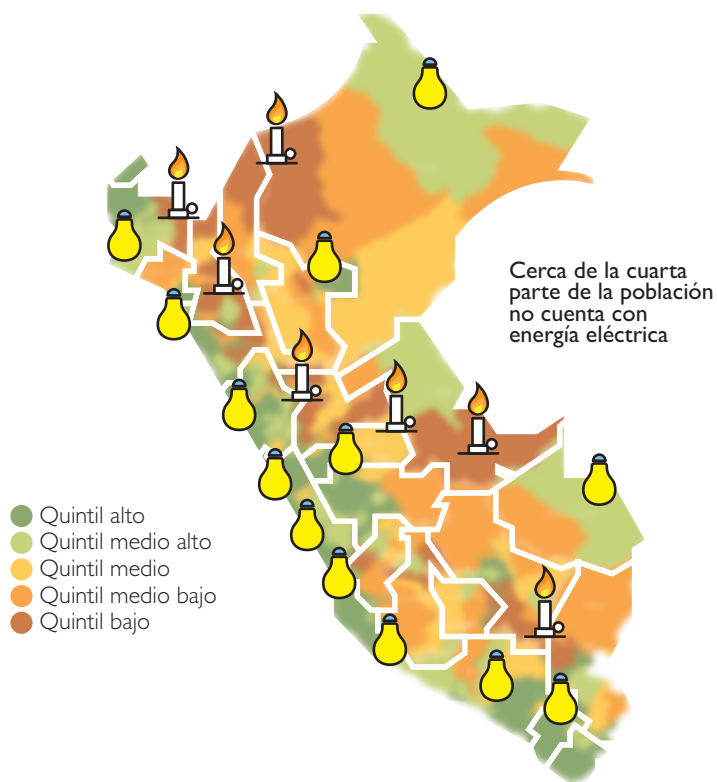 Cerca de la cuarta
parte de la población
no cuenta con
energía eléctrica
Quintil alto
Quintil medio alto
Quintil medio
Quintil medio bajo
Quintil bajo